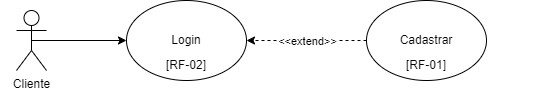 Login
<<extend>>
Cadastrar
[RF-02]
[RF-01]
Cliente